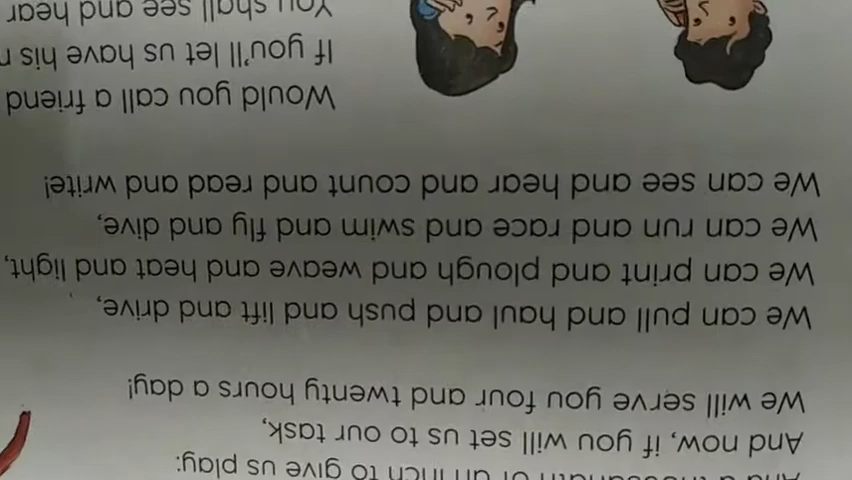 to give us play:
And now, if you will set us to our task,
We will serve you four and twenty hours a day!
We can pull and haul and push and lift and drive,
We can print and plough and weave and heat and light,
We can run and race and swim and fly and dive,
We can see and hear and count and read and write!
Would you call a friend
If you'll let us have his
You shall see and hear